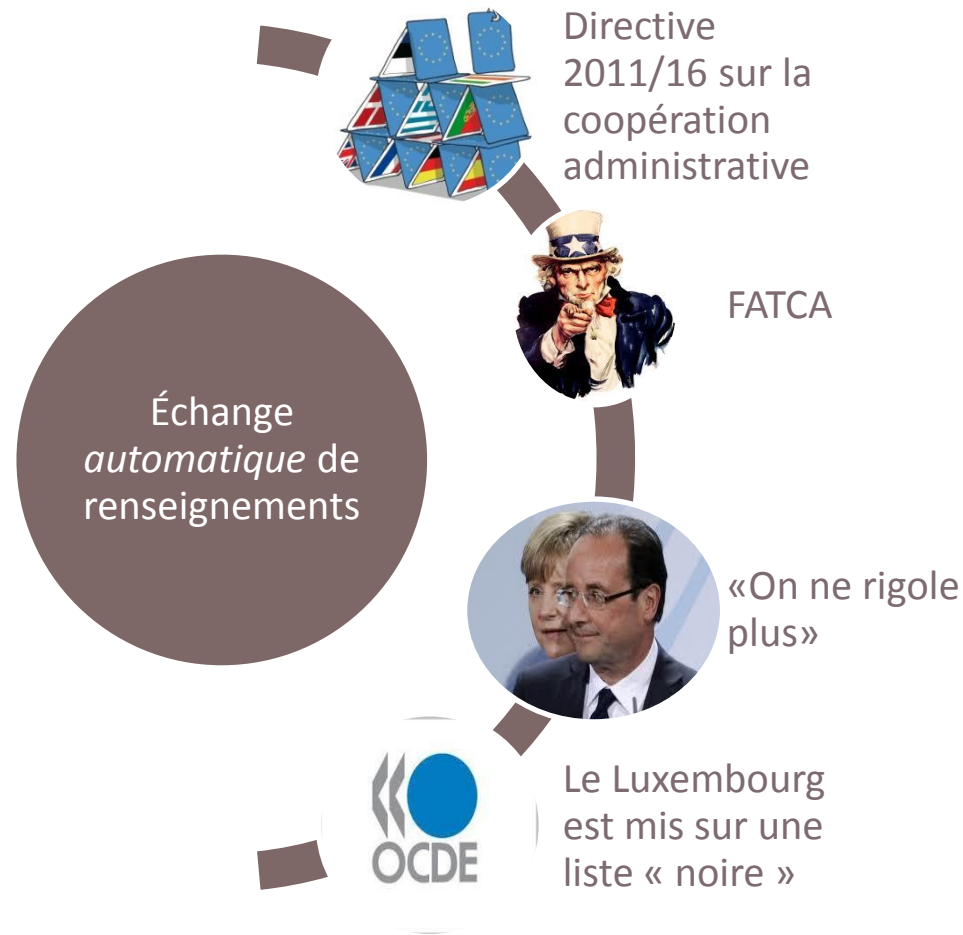 Directive
2011/16 sur la
coopération
administrative
FATCA
Échange
automatique de
renseignements
«On ne rigole
plus»
Le Luxembourg
est mis sur une
liste « noire »
OCDE